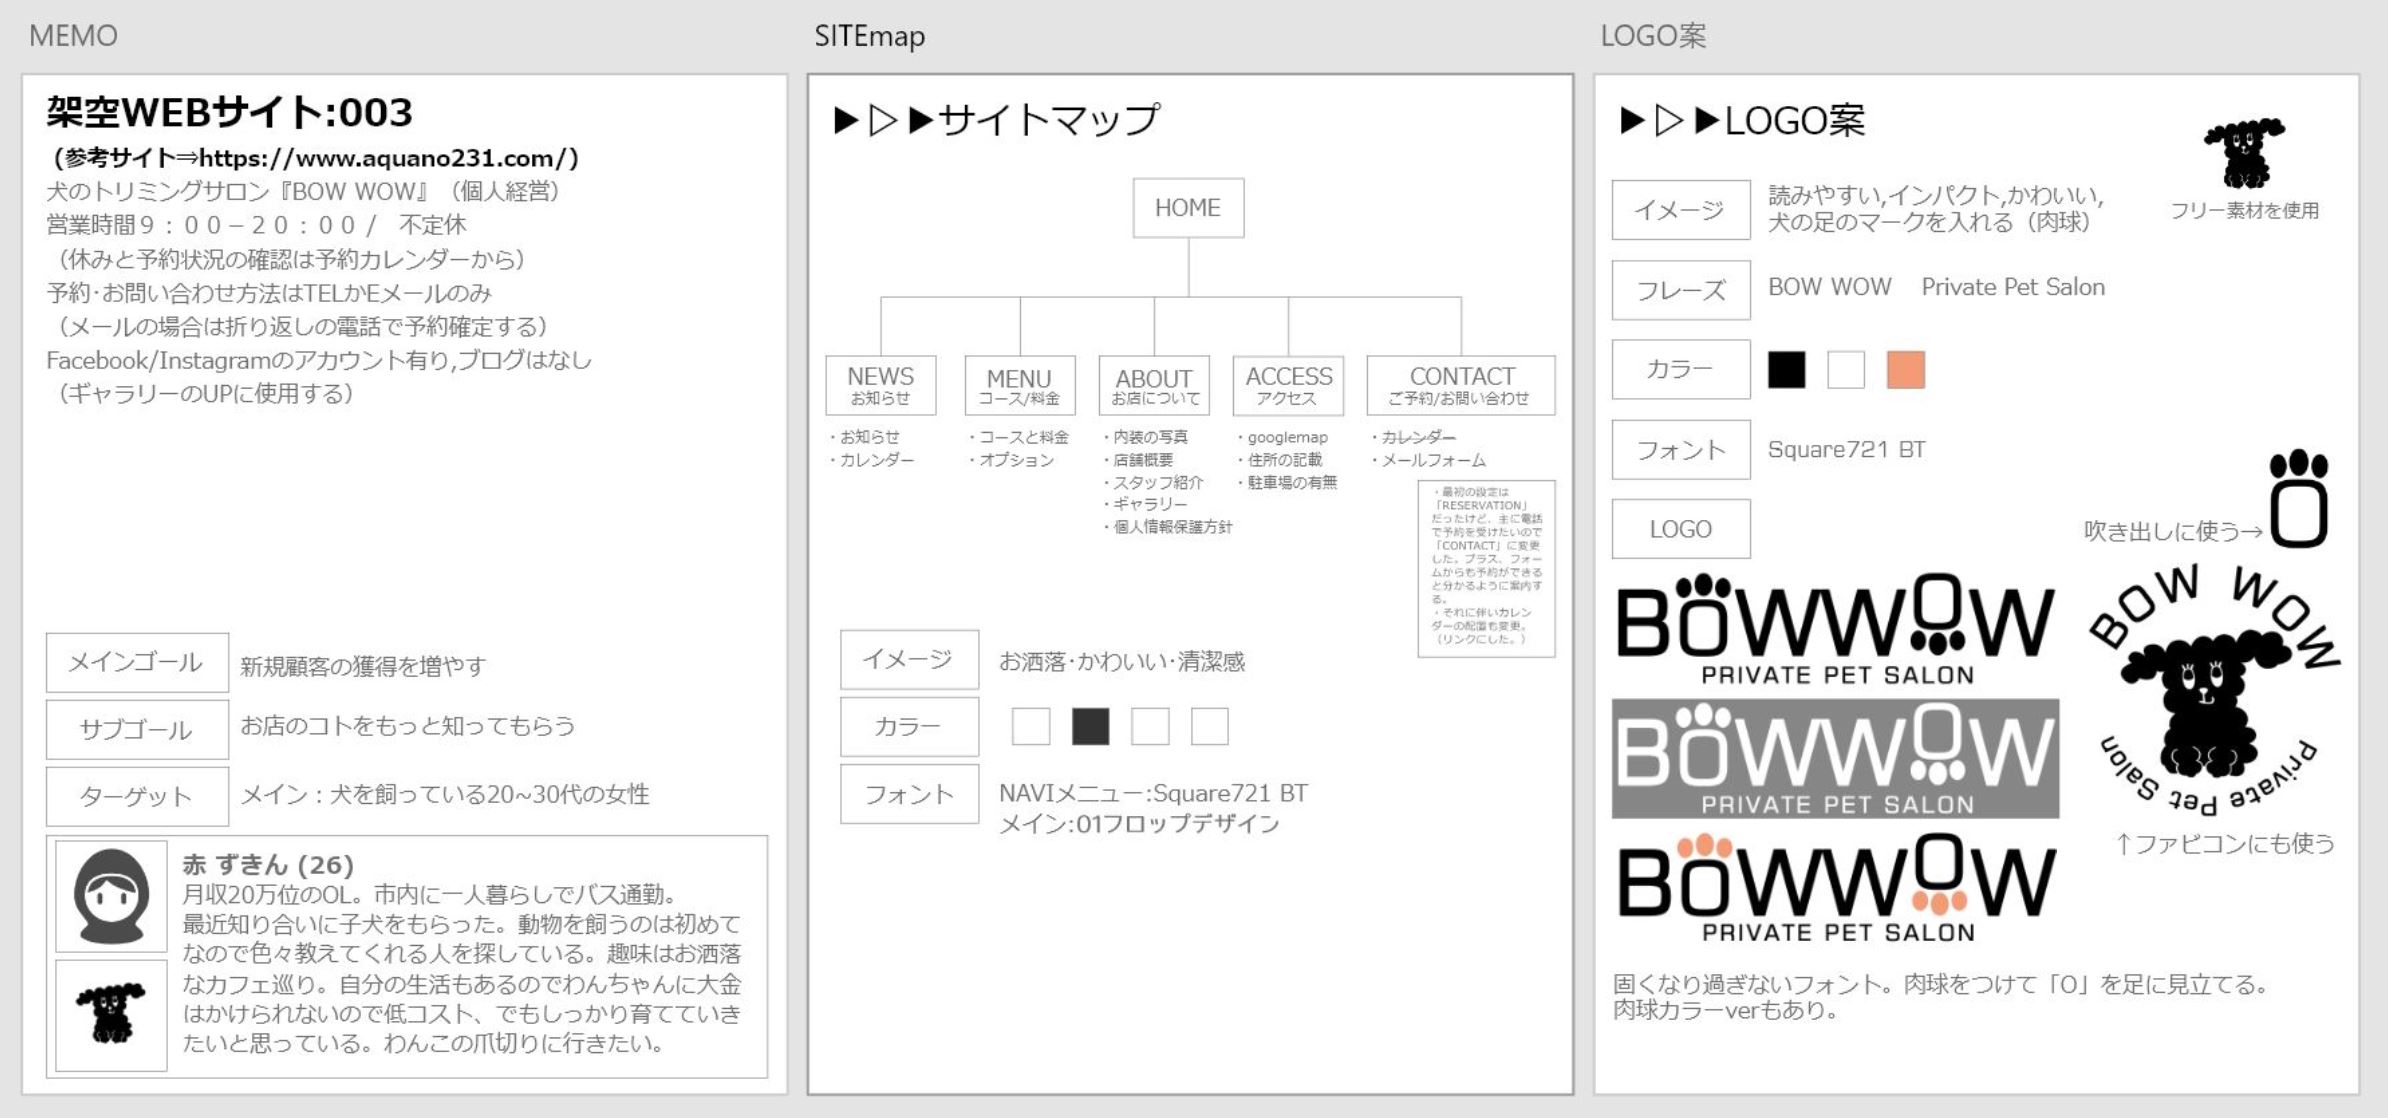 MEMO
架空WEBサイト:003
(参考サイト⇒https://www.aquano231.com/)
犬のトリミングサロン『BOW WOW』（個人経営）
営業時間９：００－２０：００ /　不定休
（休みと予約状況の確認は予約カレンダーから）
予約･お問い合わせ方法はTELかEメールのみ
（メールの場合は折り返しの電話で予約確定する）
Facebook/Instagramのアカウント有り,ブログはなし
（ギャラリーのUPに使用する）
メインゴール
新規顧客の獲得を増やす
サブゴール
お店のコトをもっと知ってもらう
ターゲット
メイン：犬を飼っている20~30代の女性
赤 ずきん (26)
月収20万位のOL。市内に一人暮らしでバス通勤。
最近知り合いに子犬をもらった。動物を飼うのは初めて
なので色々教えてくれる人を探している。趣味はお洒落
なカフェ巡り。自分の生活もあるのでわんちゃんに大金
はかけられないので低コスト、でもしっかり育てていき
たいと思っている。わんこの爪切りに行きたい。
SITEmap
▶▷▶サイトマップ
HOME
NEWS
お知らせ
・お知らせ
・カレンダー
MENU
コース/料金
・コースと料金
・オプション
ABOUT
お店について
・内装の写真
・店舗概要
・スタッフ紹介
・ギャラリー
・個人情報保護方針
ACCESS
アクセス
・googlemap
・住所の記載
・駐車場の有無
CONTACT
ご予約/お問い合わせ
・カレンダー
・メールフォーム
・最初の設定は
「RESERVATION」
だったけど、主に電話
で予約を受けたいので
「CONTACT」に変更
した。プラス、フォー
ムからも予約ができる
と分かるように案内す
る。
・それに伴いカレン
ダーの配置も変更。
（リンクにした。）
イメージ
お洒落･かわいい･清潔感
カラー
フォント
NAVIメニュー:Square721 BT
メイン:01フロップデザイン
LOGO案
▶▷▶LOGO案
フリー素材を使用
イメージ
読みやすい,インパクト,かわいい,
犬の足のマークを入れる（肉球）
フレーズ
BOW WOW　Private Pet Salon
カラー
フォント
Square721 BT
LOGO
吹き出しに使う→
BOWWOW
PRIVATE PET SALON
BOWWOW
PRIVATE PET SALON
BOWWOW
PRIVATE PET SALON
BOW WOW
Private Pet Salon
↑ファビコンにも使う
固くなり過ぎないフォント。肉球をつけて「O」を足に見立てる。
肉球カラーverもあり。